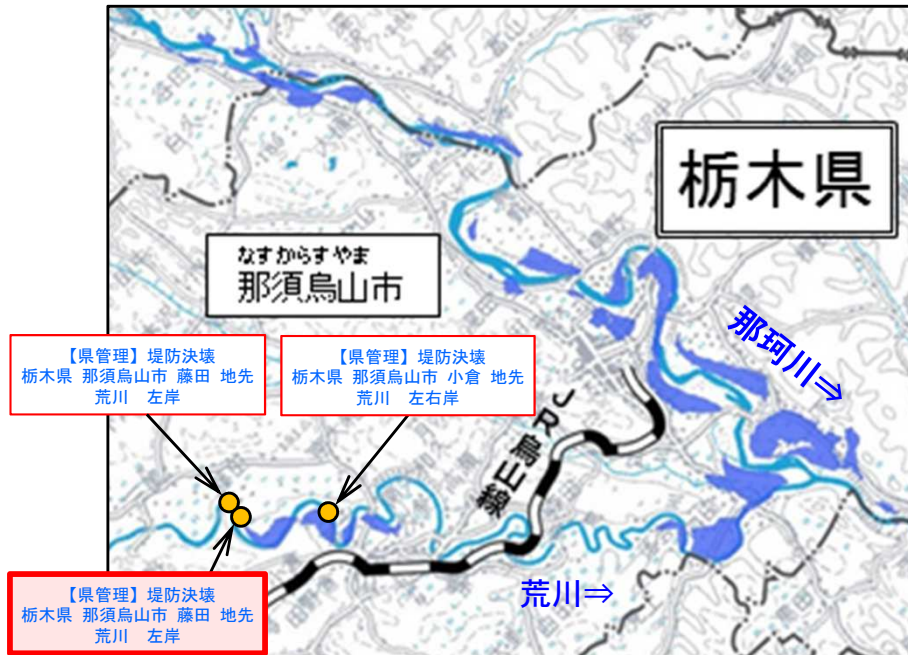 栃木県
なすからすやま
那須烏山市
【県管理】堤防決壊
栃木県 那須烏山市 藤田 地先
荒川 左岸
【県管理】堤防決壊
栃木県 那須烏山市 小倉 地先
荒川 左右岸
那珂川⇒
JR烏山線
荒川⇒
【県管理】堤防決壊
栃木県 那須烏山市 藤田 地先
荒川 左岸